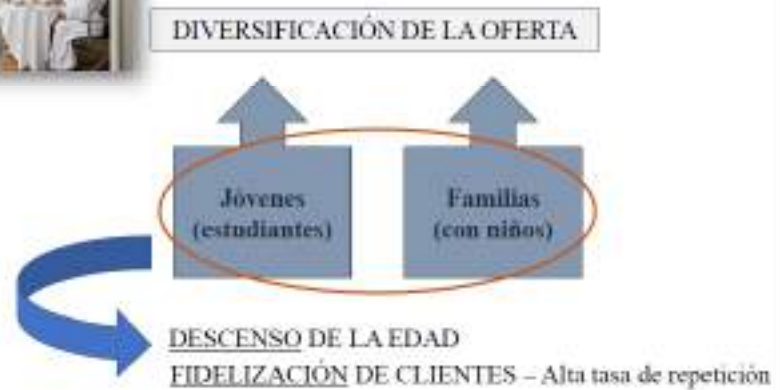 DIVERSIFICACIÓN DE LA OFERTA
Jóvenes
(estudiantes)
Familias
(con niños)
DESCENSO DE LA EDAD
FIDELIZACIÓN DE CLIENTES – Alta tasa de repetición